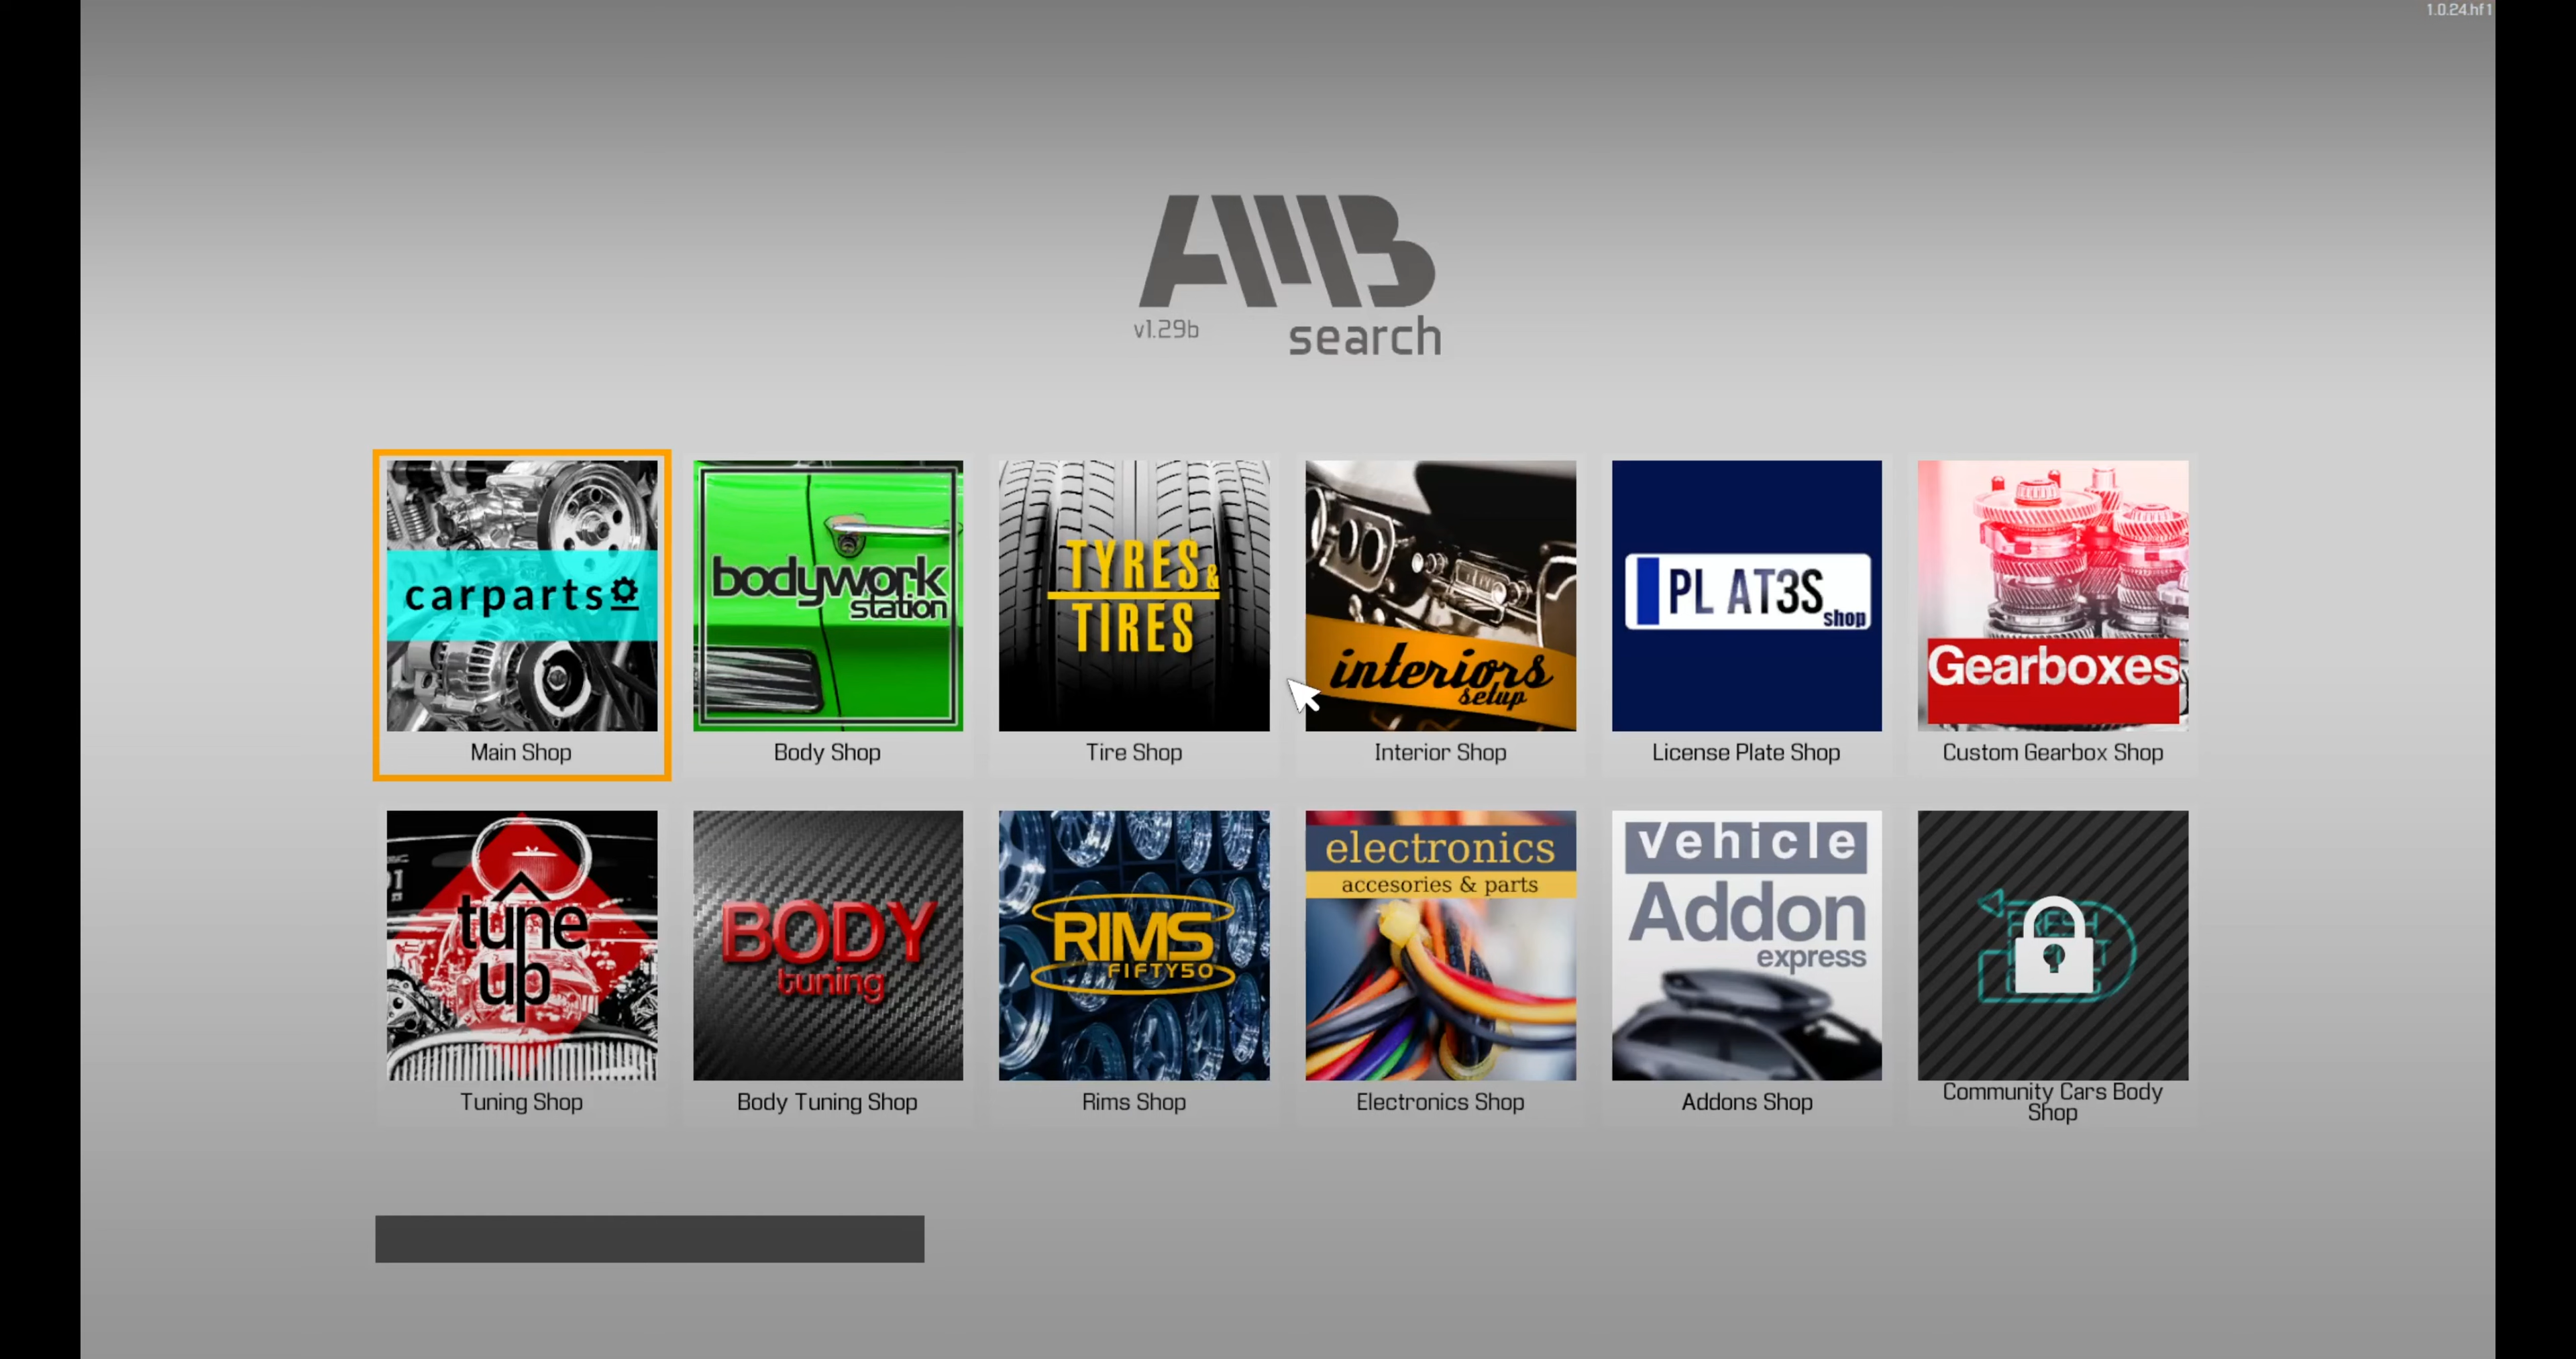 1.0.24.hf1
AMB
v1.29b
search
carparts
bodywork
station
TYRES &
TIRES
interiors
setup
PL AT3S
shop
Gearboxes
Main Shop
Body Shop
Tire Shop
Interior Shop
License Plate Shop
Custom Gearbox Shop
tune
up
BODY
tuning
RIMS
FIFTY50
electronics
accesories & parts
vehicle
Addon
express
FRESH
Tuning Shop
Body Tuning Shop
Rims Shop
Electronics Shop
Addons Shop
Community Cars Body
Shop